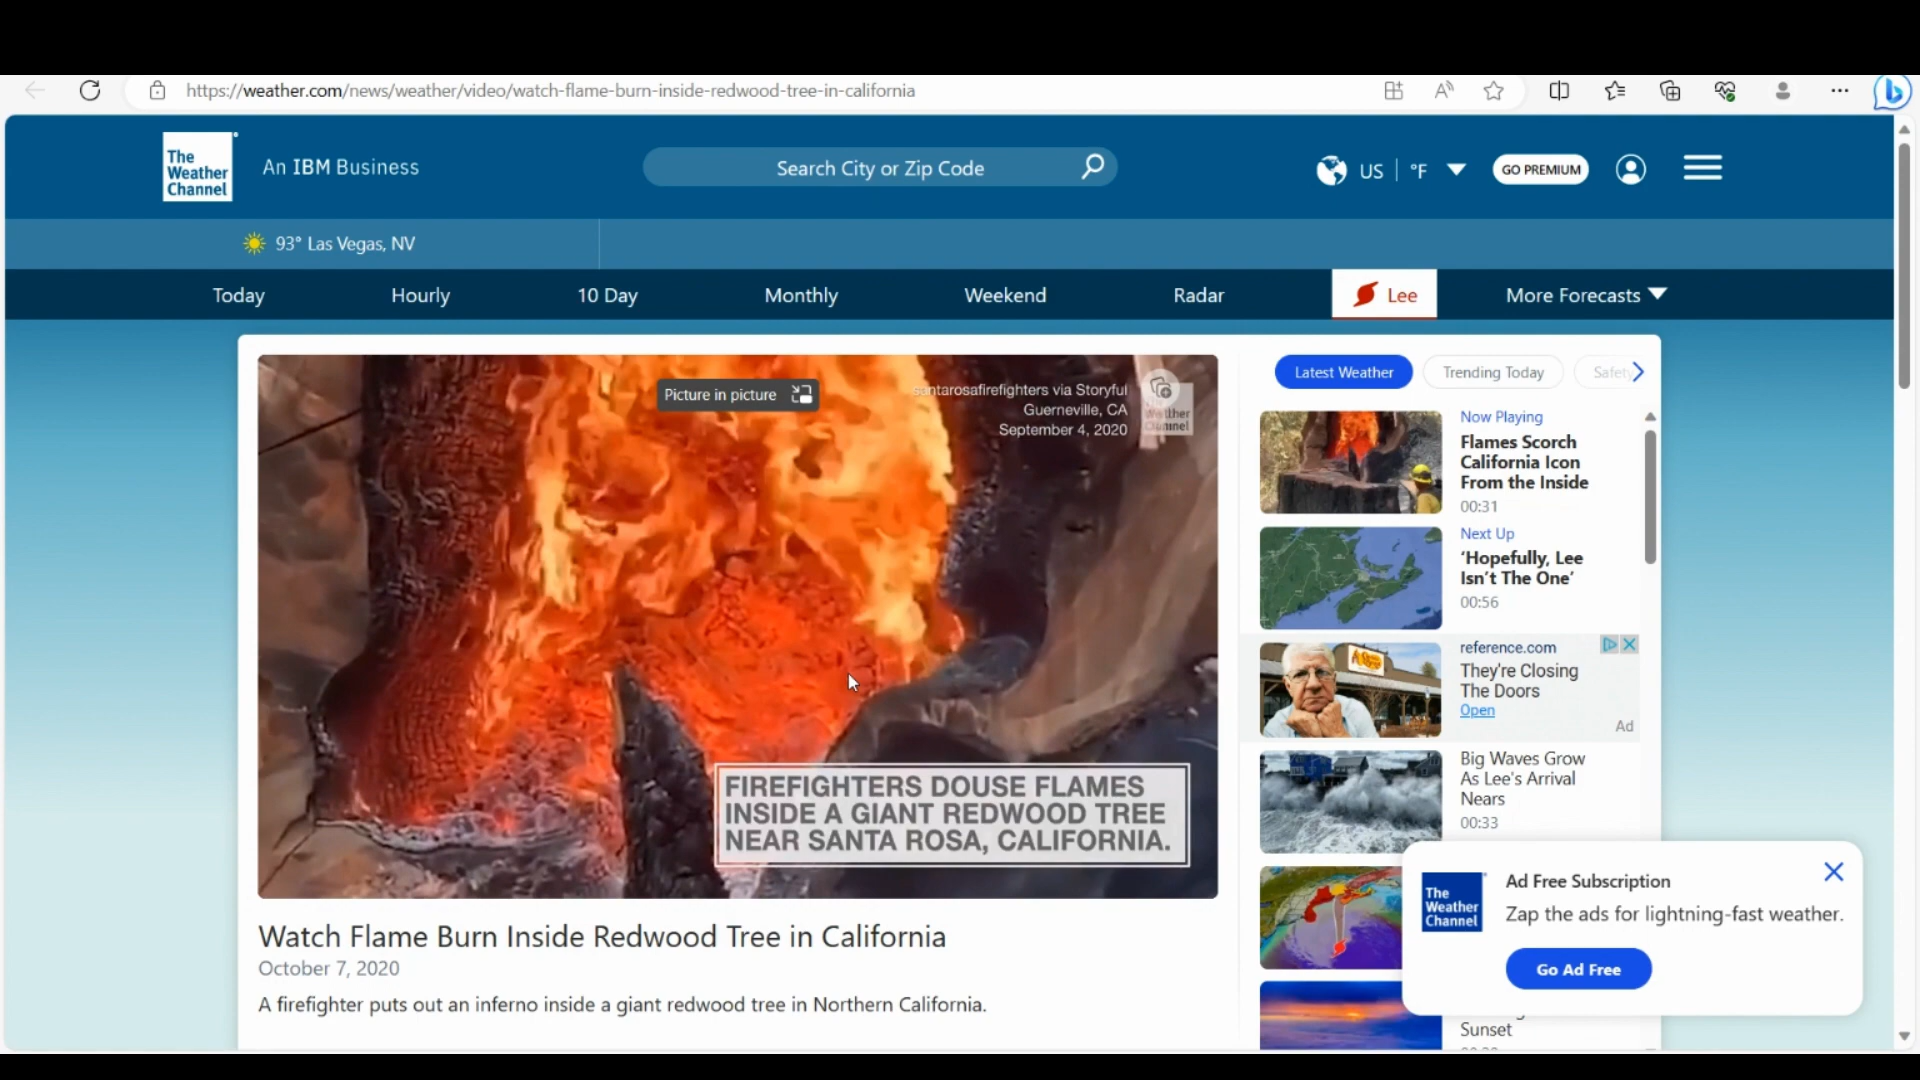 https://weather.com/news/weather/video/watch-flame-burn-inside-redwood-tree-in-california
The
Weather
Channel
An IBM Business
Search City or Zip Code
US
°F
GO PREMIUM
93° Las Vegas, NV
Today
Hourly
10 Day
Monthly
Weekend
Radar
Lee
More Forecasts
Picture in picture
santarosafirefighters via Storyful
Guerneville, CA
September 4, 2020
FIREFIGHTERS DOUSE FLAMES
INSIDE A GIANT REDWOOD TREE
NEAR SANTA ROSA, CALIFORNIA.
Watch Flame Burn Inside Redwood Tree in California
October 7, 2020
A firefighter puts out an inferno inside a giant redwood tree in Northern California.
Latest Weather
Trending Today
Safety
Now Playing
Flames Scorch
California Icon
From the Inside
00:31
Next Up
‘Hopefully, Lee
Isn't The One’
00:56
reference.com
They're Closing
The Doors
Open
Ad
Big Waves Grow
As Lee's Arrival
Nears
00:33
The
Weather
Channel
Ad Free Subscription
Zap the ads for lightning-fast weather.
Go Ad Free
Sunset